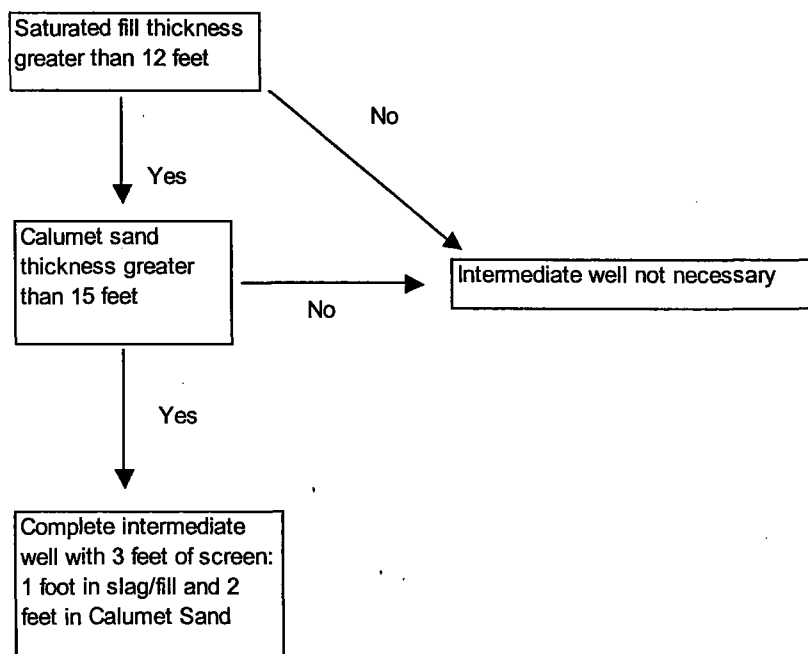 Saturated fill thickness
greater than 12 feet
No
Yes
Calumet sand
thickness greater
than 15 feet
Intermediate well not necessary
No
Yes
Complete intermediate
well with 3 feet of screen:
1 foot in slag/fill and 2
feet in Calumet Sand